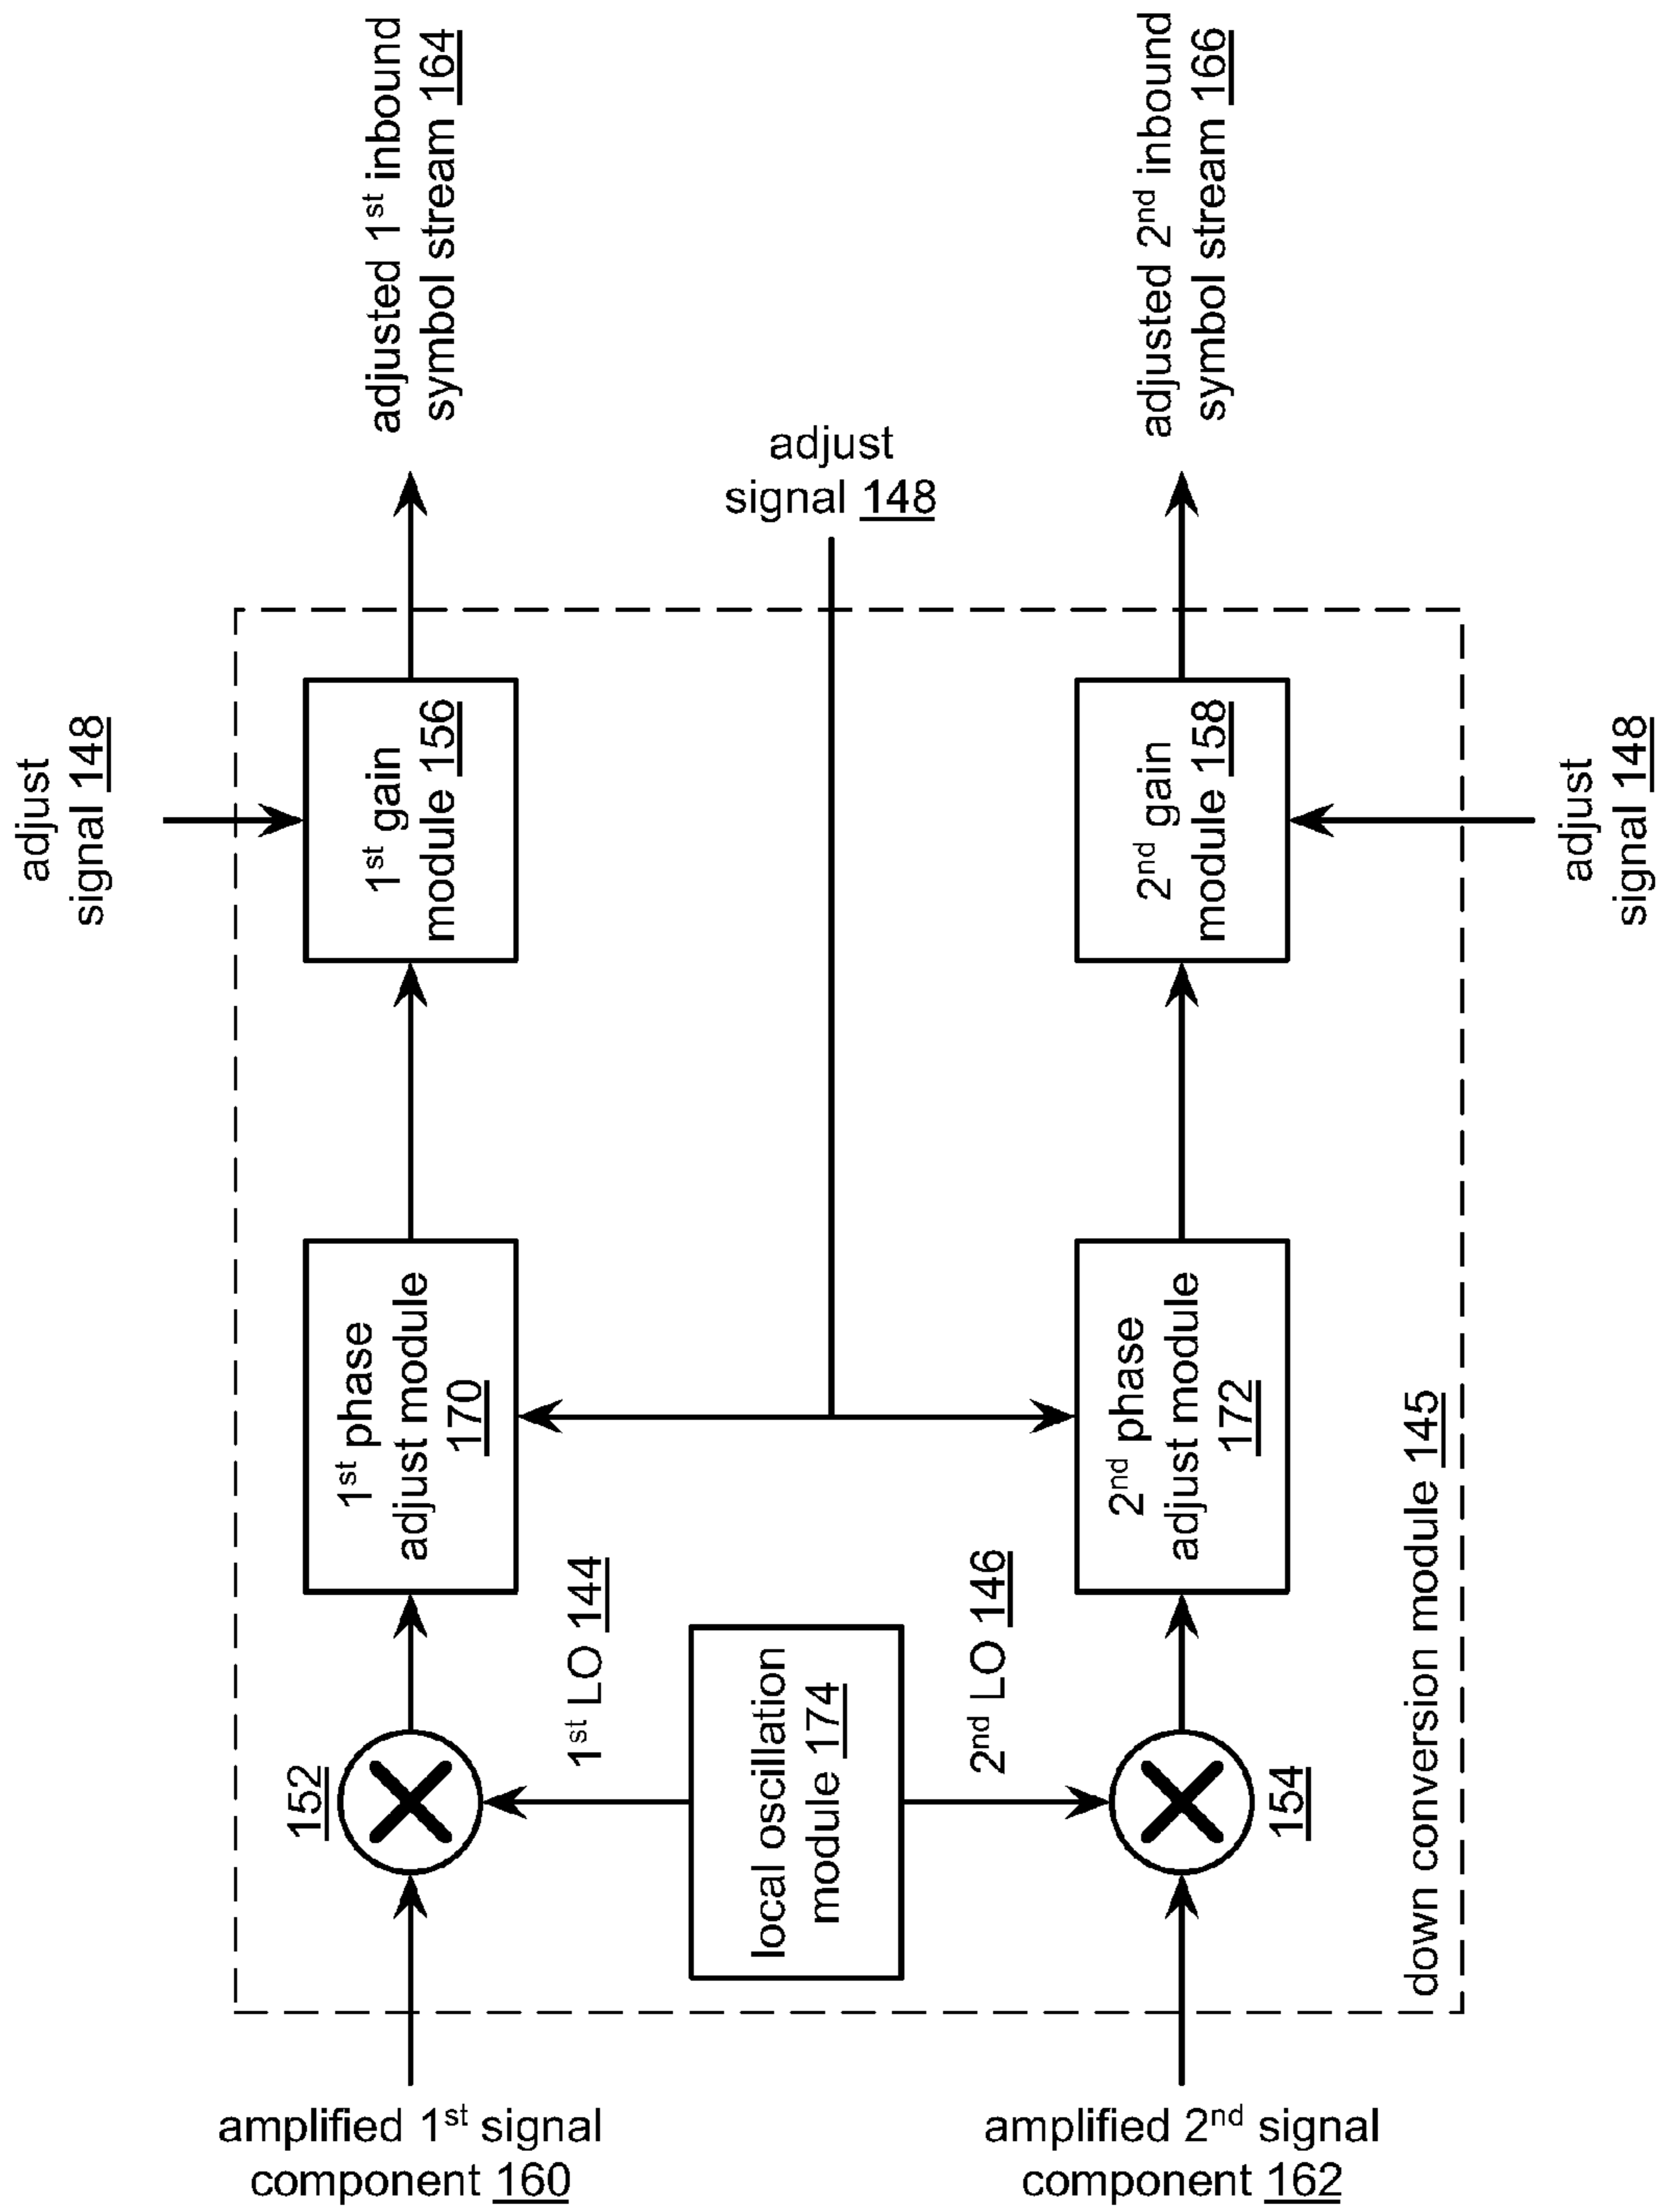 adjusted 1st inbound
symbol stream 164
adjusted 2nd inbound
symbol stream 166
adjust
signal 148
adjust
signal 148
1st gain
module 156
2nd gain
module 158
adjust
signal 148
1st phase
adjust module
170
2nd phase
adjust module
172
1st LO 144
2nd LO 146
local oscillation
module 174
152
154
down conversion module 145
amplified 1st signal
component 160
amplified 2nd signal
component 162